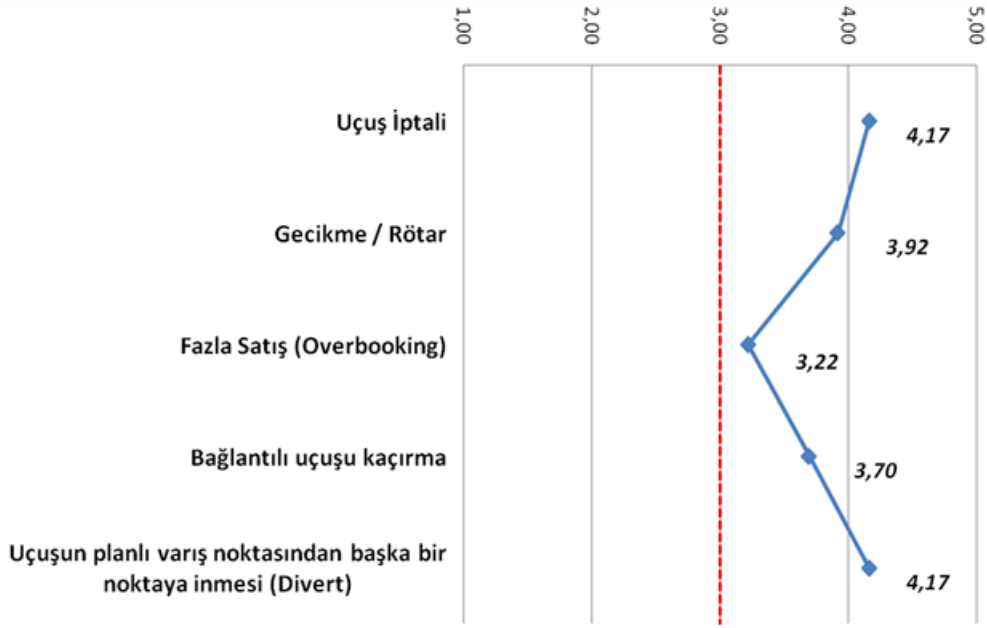 1,00
2,00
3,00
4,00
5,00
Uçuş İptali
4,17
Gecikme / Rötar
3,92
Fazla Satış (Overbooking)
3,22
Bağlantılı uçuşu kaçırma
3,70
Uçuşun planlı varış noktasından başka bir
noktaya inmesi (Divert)
4,17